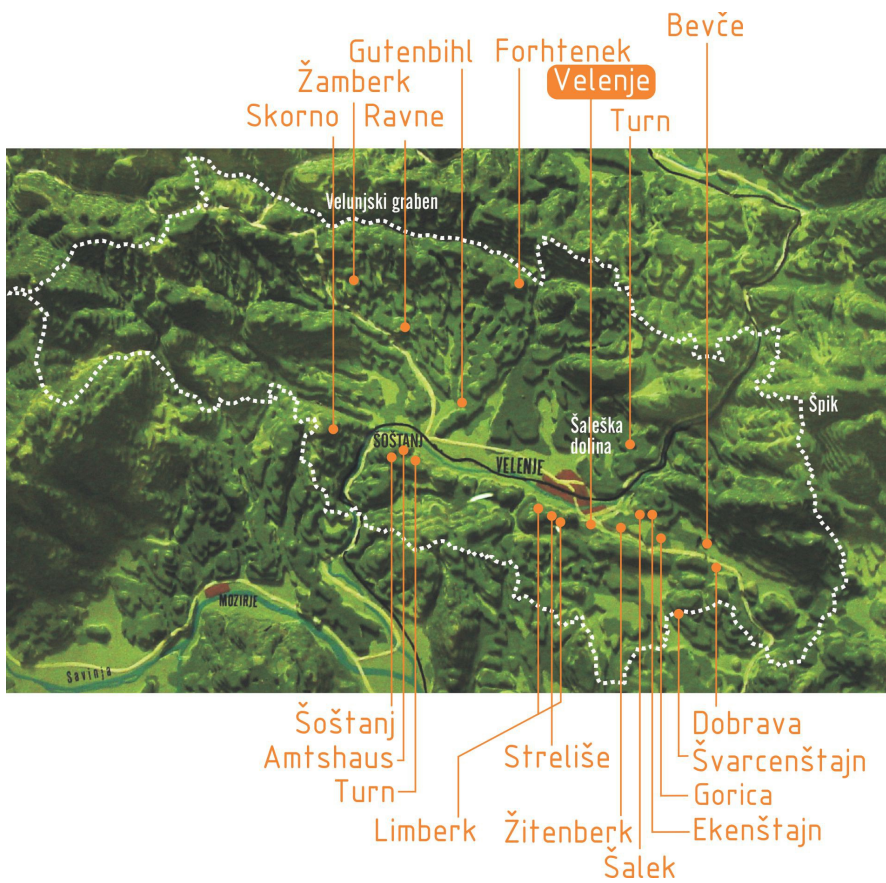 Bevče
Gutenbihl
Forhtenek
Žamberk
Velenje
Skorno
Ravne
Turn
Velunjski graben
Špik
Šaleška
dolina
ŠOŠTANJ
VELENJE
MOZIRJE
Savinja
Šoštanj
Dobrava
Amtshaus
Streliše
Švarcenštajn
Turn
Gorica
Limberk
Žitenberk
Ekenštajn
Šalek